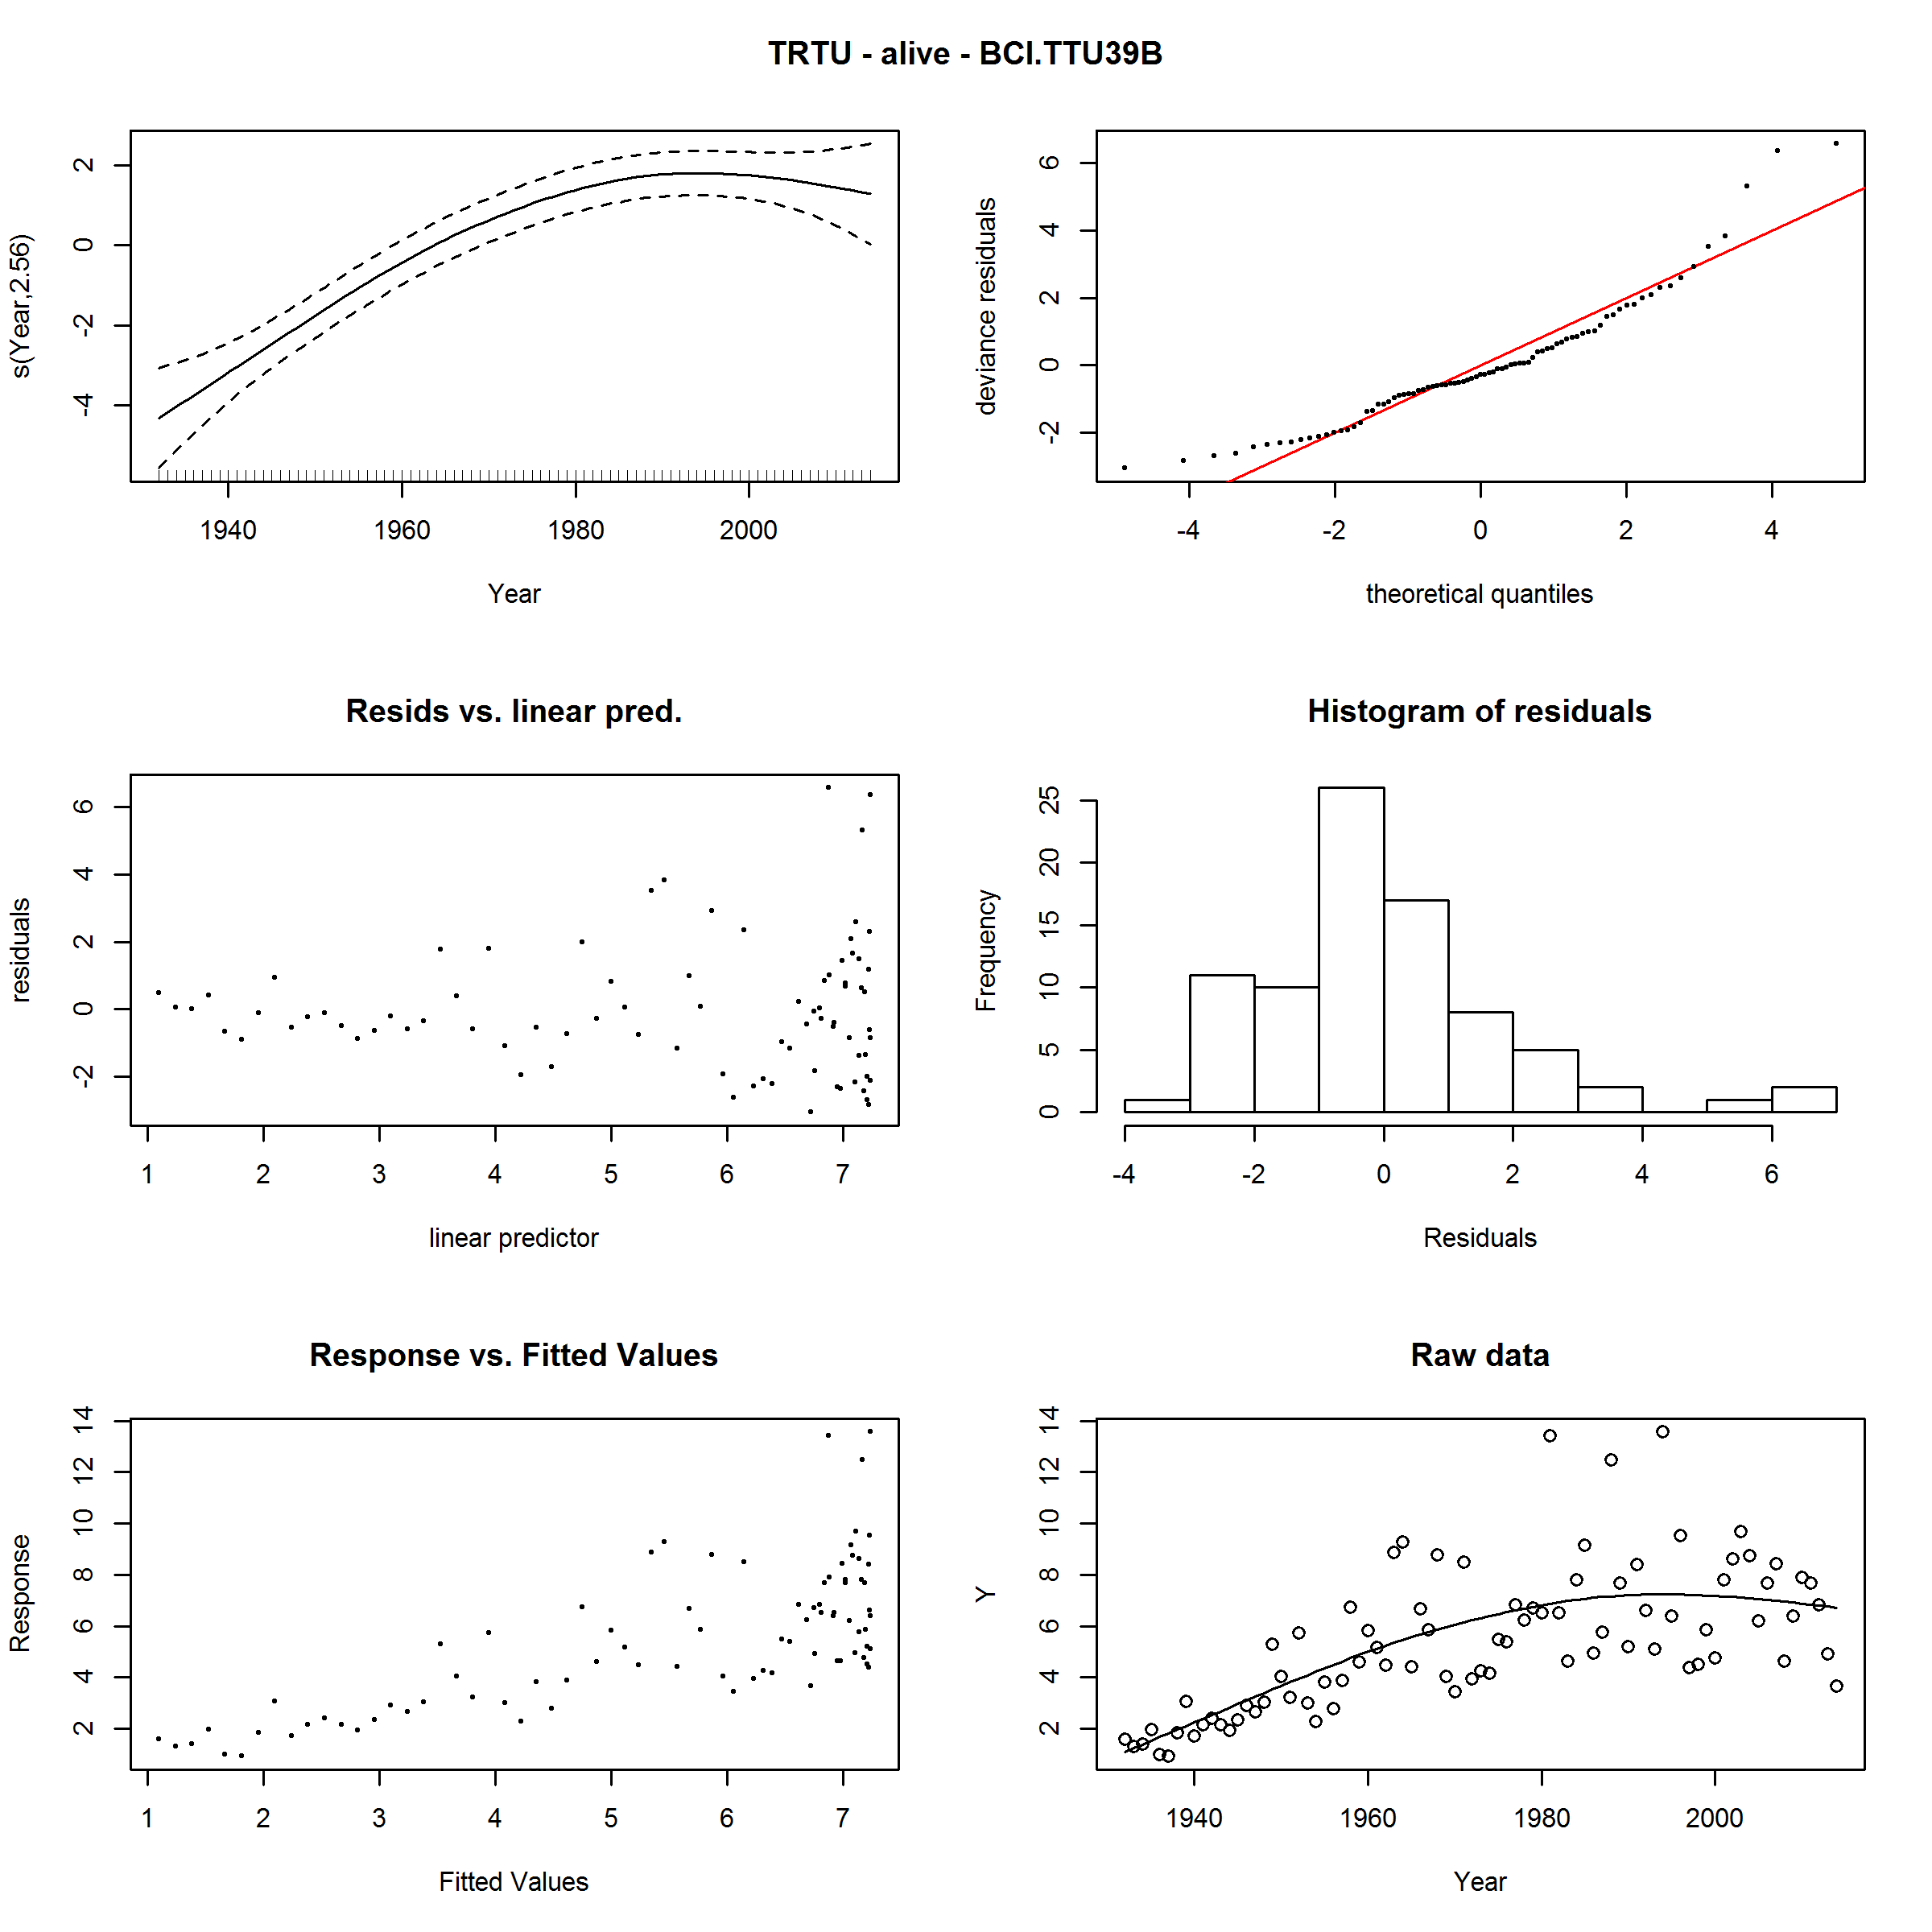 TRTU - alive - BCI.TTU39B
s(Year,2.56)
2
0
-2
-4
1940 1960 1980 2000
Year
deviance residuals
6
4
2
0
-2
-4 -2 0 2 4
theoretical quantiles
Resids vs. linear pred.
residuals
6
4
2
0
-2
1 2 3 4 5 6 7
linear predictor
Histogram of residuals
Frequency
25
20
15
10
5
0
-4 -2 0 2 4 6
Residuals
Response vs. Fitted Values
Response
14
12
10
8
6
4
2
1 2 3 4 5 6 7
Fitted Values
Raw data
Y
14
12
10
8
6
4
2
1940 1960 1980 2000
Year